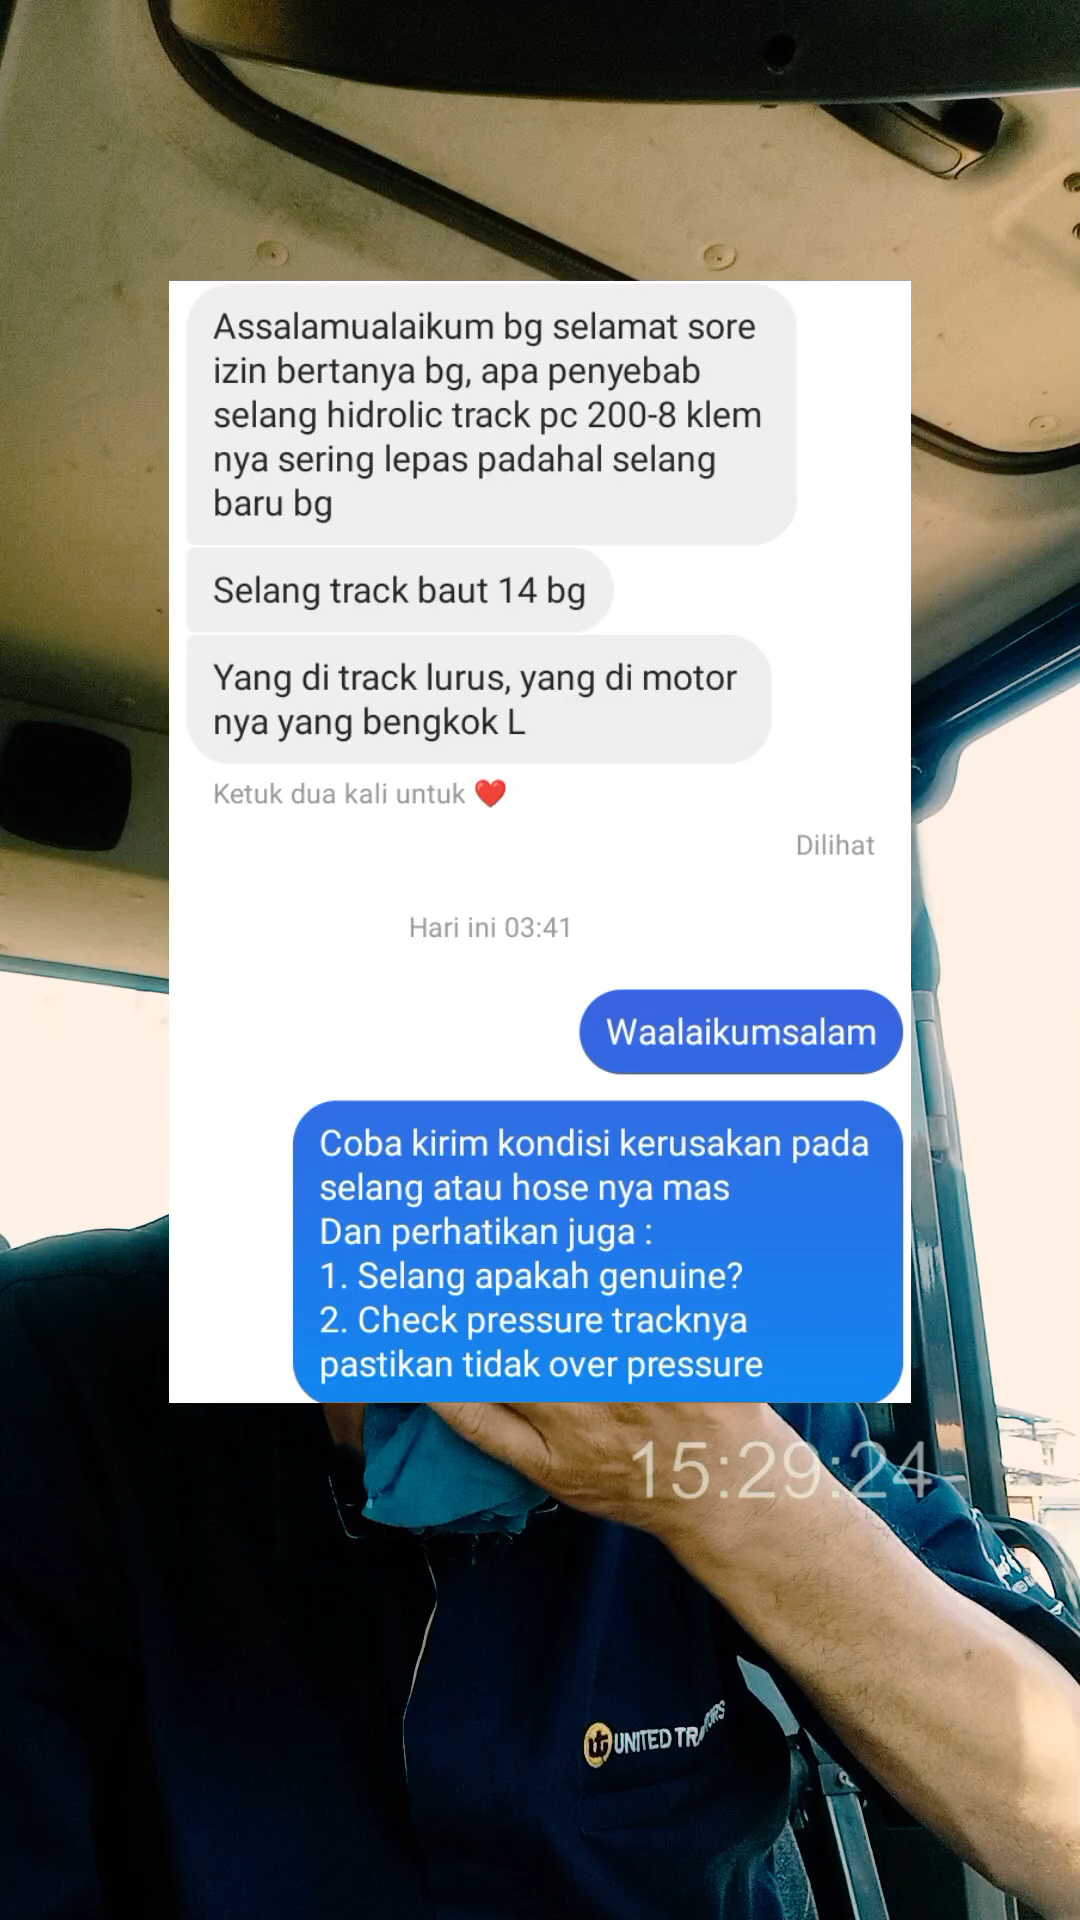 Assalamualaikum bg selamat sore
izin bertanya bg, apa penyebab
selang hidrolic track pc 200-8 klem
nya sering lepas padahal selang
baru bg
Selang track baut 14 bg
Yang di track lurus, yang di motor
nya yang bengkok L
Ketuk dua kali untuk ❤️
Dilihat
Hari ini 03:41
Waalaikumsalam
Coba kirim kondisi kerusakan pada
selang atau hose nya mas
Dan perhatikan juga :
1. Selang apakah genuine?
2. Check pressure tracknya
pastikan tidak over pressure
15:29:24
UNITED TRACTORS